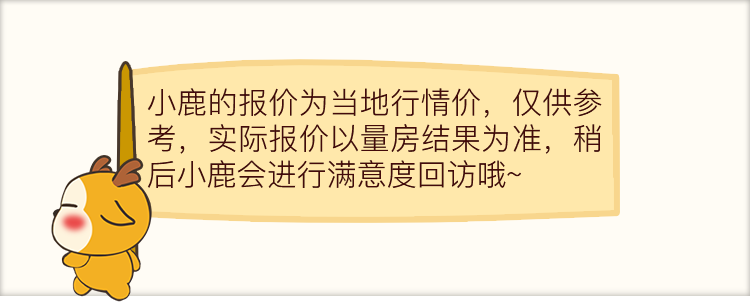 小鹿的报价为当地行情价，仅供参
考，实际报价以量房结果为准，稍
后小鹿会进行满意度回访哦~